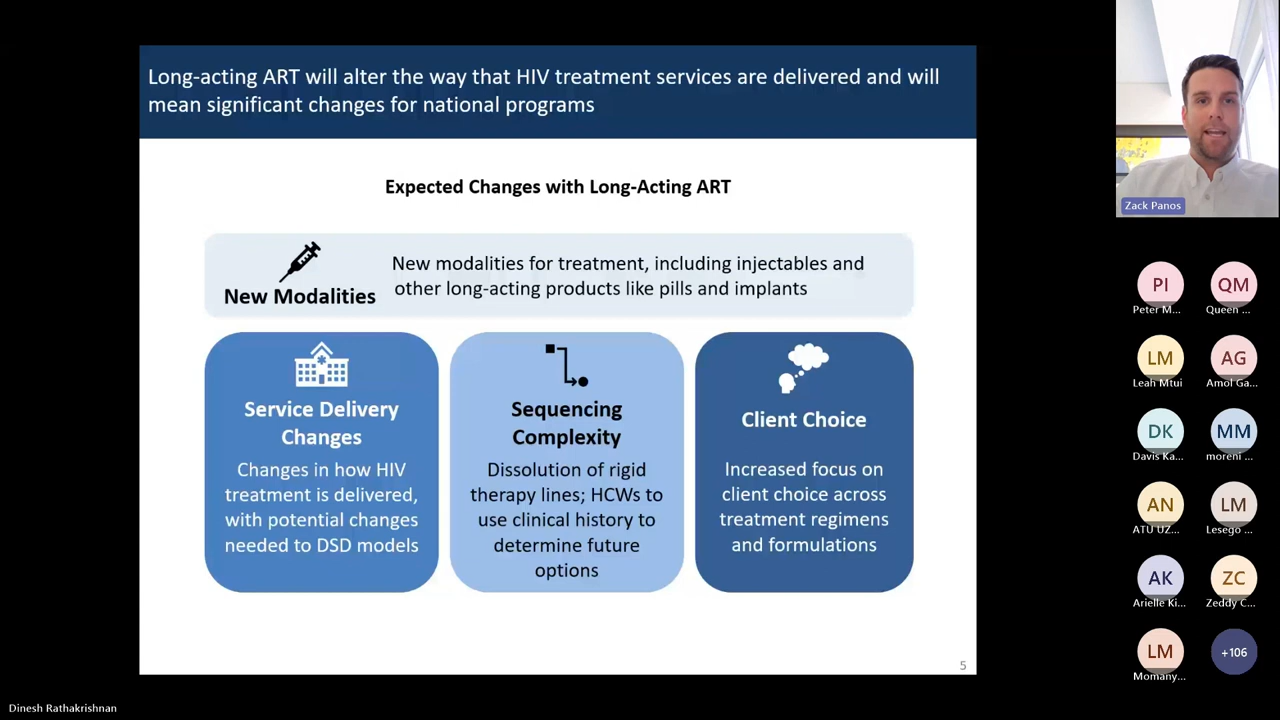 Long-acting ART will alter the way that HIV treatment services are delivered and will
mean significant changes for national programs
Expected Changes with Long-Acting ART
New Modalities
New modalities for treatment, including injectables and
other long-acting products like pills and implants
Service Delivery
Changes
Changes in how HIV
treatment is delivered,
with potential changes
needed to DSD models
Sequencing
Complexity
Dissolution of rigid
therapy lines; HCWs to
use clinical history to
determine future
options
Client Choice
Increased focus on
client choice across
treatment regimens
and formulations
5
Zack Panos
PI
Peter M...
QM
Queen ...
LM
Leah Mtui
AG
Amol Ga...
DK
Davis Ka...
MM
moreni ...
AN
ATU UZ...
LM
Lesego ...
AK
Arielle Ki...
ZC
Zeddy C...
LM
Momany...
+106
Dinesh Rathakrishnan